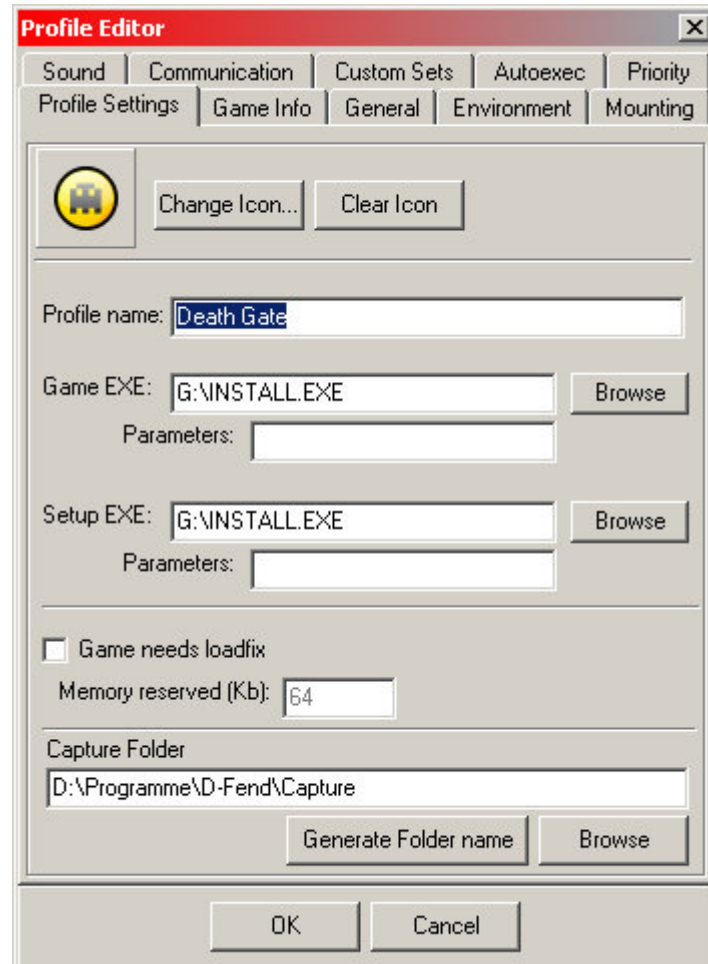 Profile Editor
Sound Communication Custom Sets Autoexec Priority
Profile Settings Game Info General Environment Mounting
Change Icon... Clear Icon
Profile name: Death Gate
Game EXE: G:\INSTALL.EXE Browse
Parameters:
Setup EXE: G:\INSTALL.EXE Browse
Parameters:
Game needs loadfix
Memory reserved (Kb): 64
Capture Folder
D:\Programme\D-Fend\Capture
Generate Folder name Browse
OK Cancel